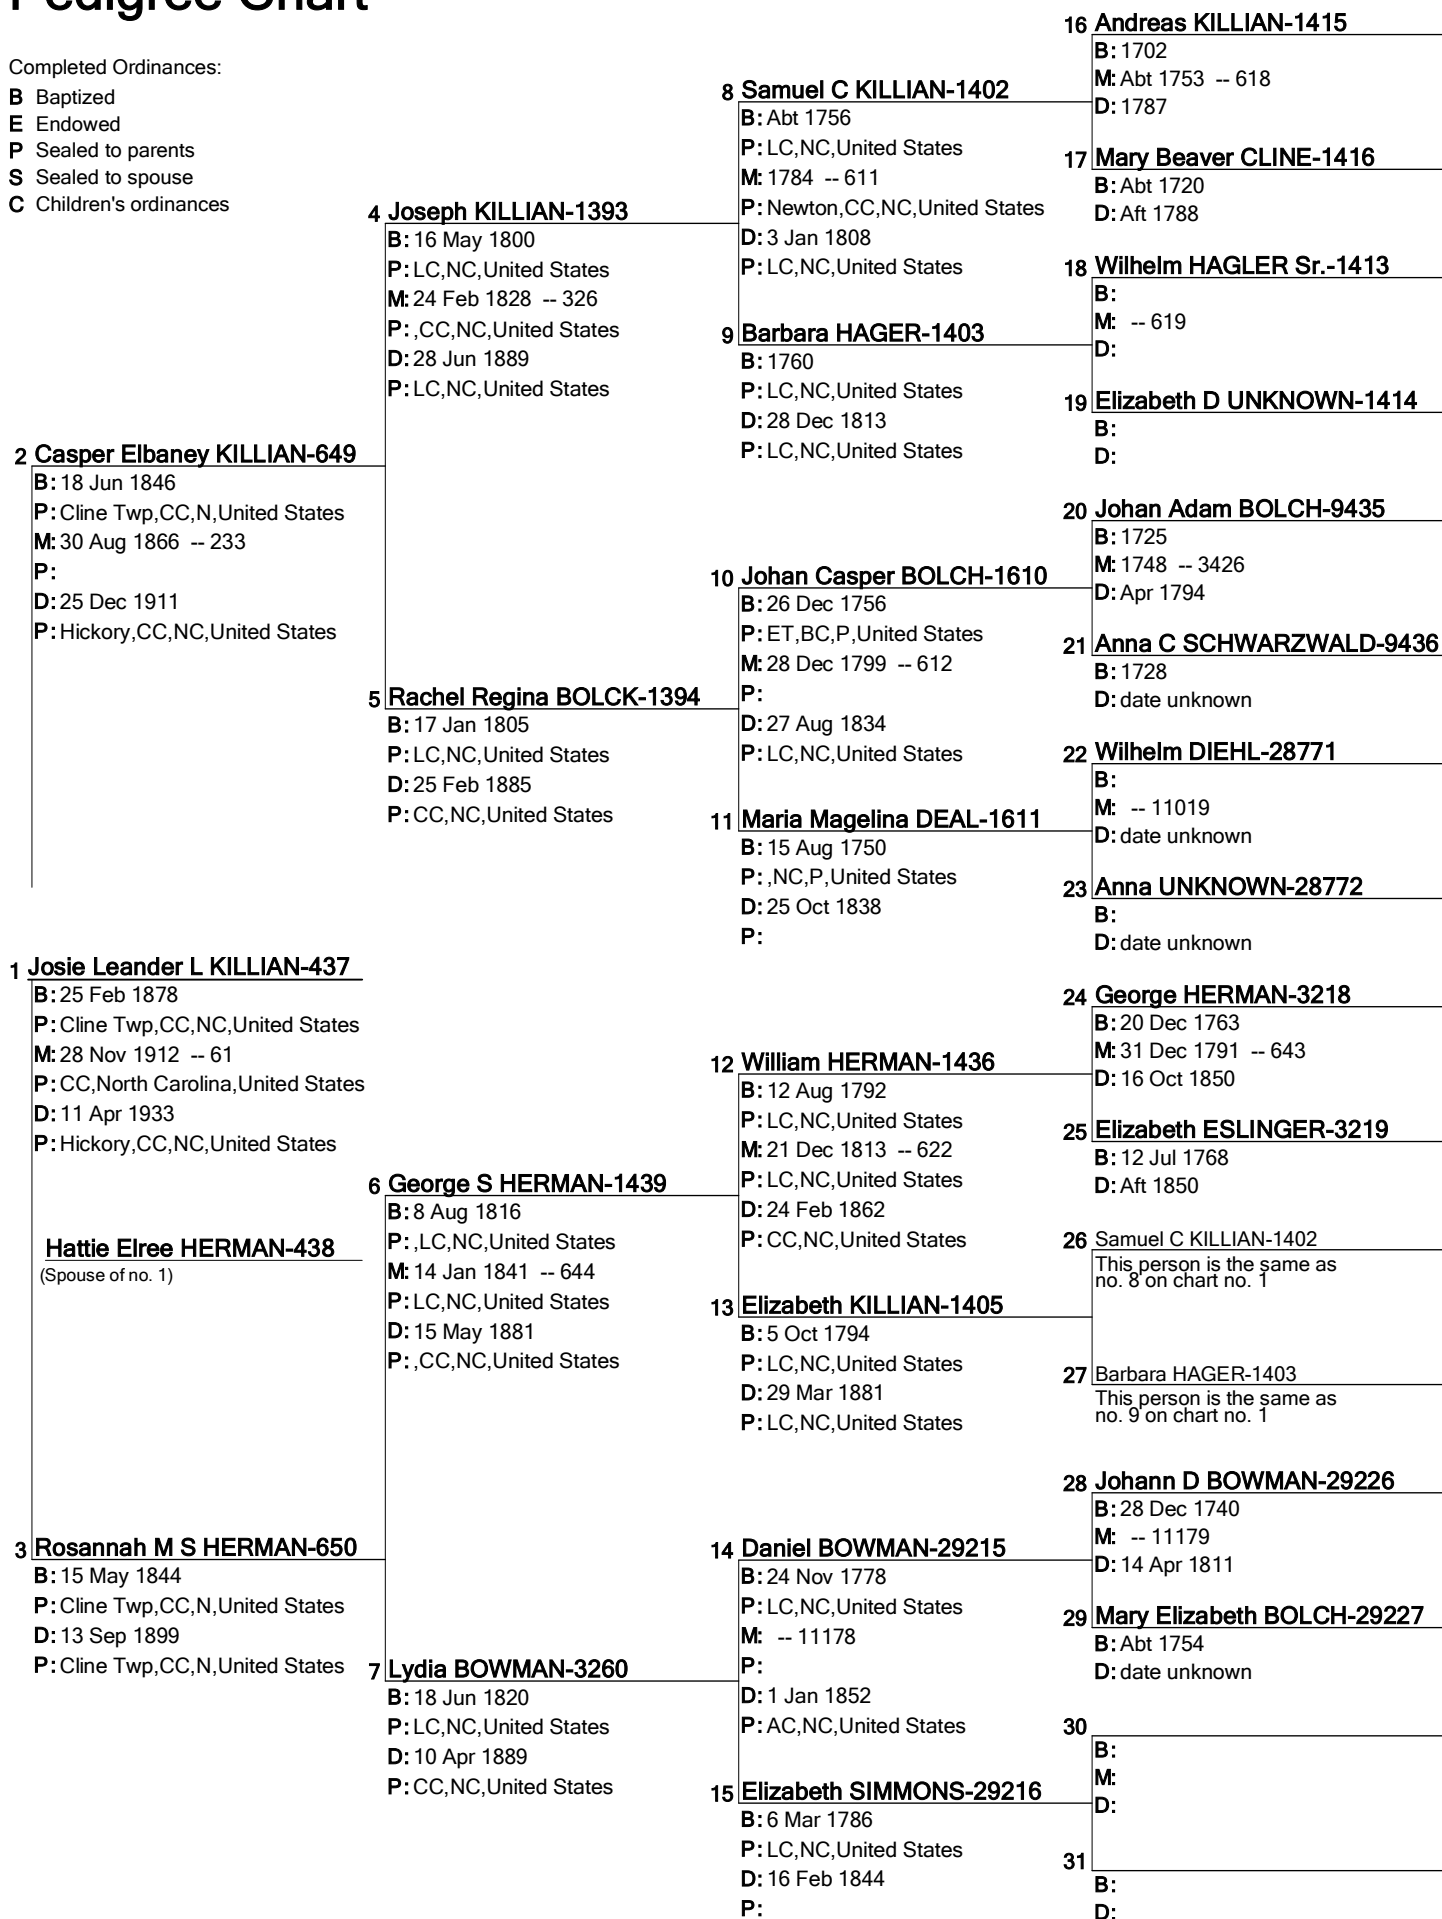 Pedigree Chart
Completed Ordinances:
B Baptized
E Endowed
P Sealed to parents
S Sealed to spouse
C Children's ordinances
2 Casper Elbaney KILLIAN-649
B: 18 Jun 1846
P: Cline Twp,CC,N,United States
M: 30 Aug 1866 -- 233
P:
D: 25 Dec 1911
P: Hickory,CC,NC,United States
1 Josie Leander L KILLIAN-437
B: 25 Feb 1878
P: Cline Twp,CC,NC,United States
M: 28 Nov 1912 -- 61
P: CC,North Carolina,United States
D: 11 Apr 1933
P: Hickory,CC,NC,United States
Hattie Elree HERMAN-438
(Spouse of no. 1)
3 Rosannah M S HERMAN-650
B: 15 May 1844
P: Cline Twp,CC,N,United States
D: 13 Sep 1899
P: Cline Twp,CC,N,United States
4 Joseph KILLIAN-1393
B: 16 May 1800
P: LC,NC,United States
M: 24 Feb 1828 -- 326
P: ,CC,NC,United States
D: 28 Jun 1889
P: LC,NC,United States
5 Rachel Regina BOLCK-1394
B: 17 Jan 1805
P: LC,NC,United States
D: 25 Feb 1885
P: CC,NC,United States
6 George S HERMAN-1439
B: 8 Aug 1816
P: ,LC,NC,United States
M: 14 Jan 1841 -- 644
P: LC,NC,United States
D: 15 May 1881
P: ,CC,NC,United States
7 Lydia BOWMAN-3260
B: 18 Jun 1820
P: LC,NC,United States
D: 10 Apr 1889
P: CC,NC,United States
8 Samuel C KILLIAN-1402
B: Abt 1756
P: LC,NC,United States
M: 1784 -- 611
P: Newton,CC,NC,United States
D: 3 Jan 1808
P: LC,NC,United States
9 Barbara HAGER-1403
B: 1760
P: LC,NC,United States
D: 28 Dec 1813
P: LC,NC,United States
10 Johan Casper BOLCH-1610
B: 26 Dec 1756
P: ET,BC,P,United States
M: 28 Dec 1799 -- 612
P:
D: 27 Aug 1834
P: LC,NC,United States
11 Maria Magelina DEAL-1611
B: 15 Aug 1750
P: ,NC,P,United States
D: 25 Oct 1838
P:
12 William HERMAN-1436
B: 12 Aug 1792
P: LC,NC,United States
M: 21 Dec 1813 -- 622
P: LC,NC,United States
D: 24 Feb 1862
P: CC,NC,United States
13 Elizabeth KILLIAN-1405
B: 5 Oct 1794
P: LC,NC,United States
D: 29 Mar 1881
P: LC,NC,United States
14 Daniel BOWMAN-29215
B: 24 Nov 1778
P: LC,NC,United States
M: -- 11178
P:
D: 1 Jan 1852
P: AC,NC,United States
15 Elizabeth SIMMONS-29216
B: 6 Mar 1786
P: LC,NC,United States
D: 16 Feb 1844
P:
16 Andreas KILLIAN-1415
B: 1702
M: Abt 1753 -- 618
D: 1787
17 Mary Beaver CLINE-1416
B: Abt 1720
D: Aft 1788
18 Wilhelm HAGLER Sr.-1413
B:
M: -- 619
D:
19 Elizabeth D UNKNOWN-1414
B:
D:
20 Johan Adam BOLCH-9435
B: 1725
M: 1748 -- 3426
D: Apr 1794
21 Anna C SCHWARZWALD-9436
B: 1728
D: date unknown
22 Wilhelm DIEHL-28771
B:
M: -- 11019
D: date unknown
23 Anna UNKNOWN-28772
B:
D: date unknown
24 George HERMAN-3218
B: 20 Dec 1763
M: 31 Dec 1791 -- 643
D: 16 Oct 1850
25 Elizabeth ESLINGER-3219
B: 12 Jul 1768
D: Aft 1850
26 Samuel C KILLIAN-1402
This person is the same as
no. 8 on chart no. 1
27 Barbara HAGER-1403
This person is the same as
no. 9 on chart no. 1
28 Johann D BOWMAN-29226
B: 28 Dec 1740
M: -- 11179
D: 14 Apr 1811
29 Mary Elizabeth BOLCH-29227
B: Abt 1754
D: date unknown
30
B:
M:
D:
31
B:
D: